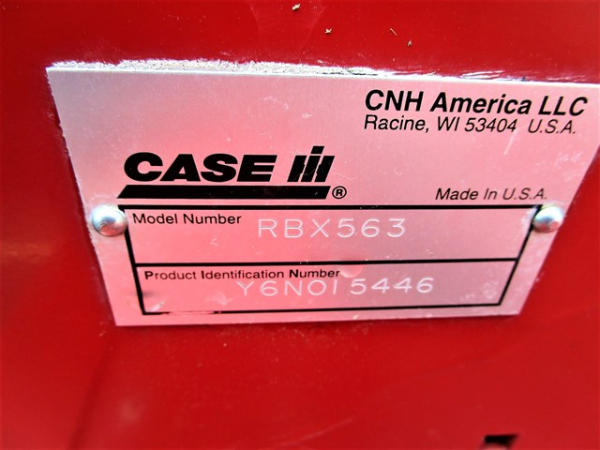 CNH America LLC
Racine, WI 53404 U.S.A.
CASE IH®
Made In U.S.A.
Model Number RBX563
Product Identification Number
Y6N015446